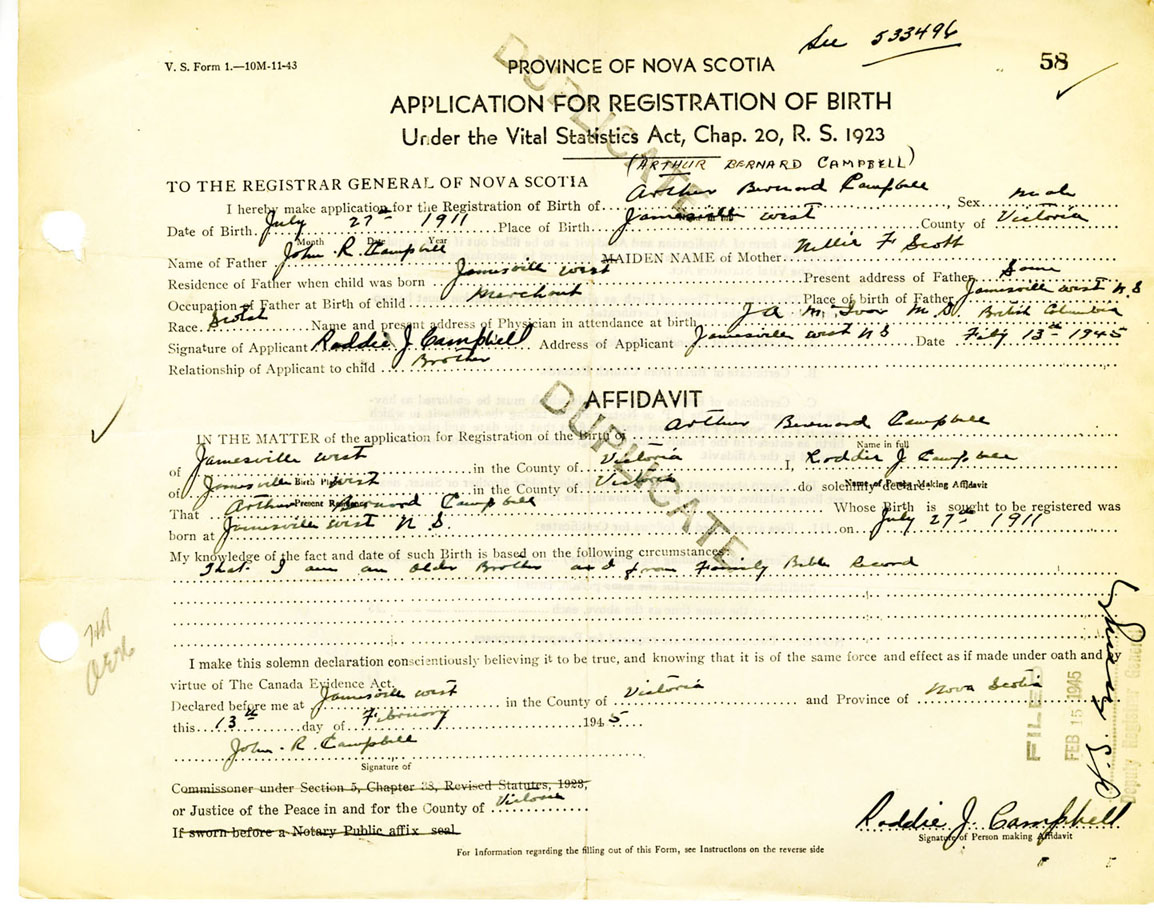 See 533496
V. S. Form 1.—10M-11-43
PROVINCE OF NOVA SCOTIA
58
APPLICATION FOR REGISTRATION OF BIRTH
Under the Vital Statistics Act, Chap. 20, R. S. 1923
(ARTHUR BERNARD CAMPBELL)
DUPLICATE
TO THE REGISTRAR GENERAL OF NOVA SCOTIA
I hereby make application for the Registration of Birth of Arthur Bernard Campbell, Sex male
Date of Birth July 27th 1911 Place of Birth Jamesville West County of Victoria
Month Date Year
Name of Father John R. Campbell MAIDEN NAME of Mother Nellie F Scott
Residence of Father when child was born Jamesville West Present address of Father Same
Occupation of Father at Birth of child Merchant Place of birth of Father Jamesville West N S
Race Scotch Name and present address of Physician in attendance at birth J A M. Ivor M D. British Columbia
Signature of Applicant Roddie J Campbell Address of Applicant Jamesville West N S Date Feby 13th 1945
Relationship of Applicant to child Brother
AFFIDAVIT
DUPLICATE
IN THE MATTER of the application for Registration of the Birth of Arthur Bernard Campbell
Name in full
of Jamesville West in the County of Victoria I, Roddie J Campbell
Birth Place Name of Person Making Affidavit
of Jamesville West in the County of Victoria do solemnly declare
Present Residence
That Arthur Bernard Campbell Whose Birth is sought to be registered was
born at Jamesville West N S. on July 27th 1911
My knowledge of the fact and date of such Birth is based on the following circumstances:
That I am an older Brother and from Family Bible Record
I make this solemn declaration conscientiously believing it to be true, and knowing that it is of the same force and effect as if made under oath and by
virtue of The Canada Evidence Act.
Declared before me at Jamesville West in the County of Victoria and Province of Nova Scotia
this 13th day of February 1945
John R. Campbell
Signature of
Commissoner under Section 5, Chapter 33, Revised Statutes, 1923,
or Justice of the Peace in and for the County of Victoria
If sworn before a Notary Public affix seal.
Roddie J. Campbell
Signature of Person making Affidavit
For Information regarding the filling out of this Form, see Instructions on the reverse side
FILED
FEB 15 1945
Deputy Registrar General